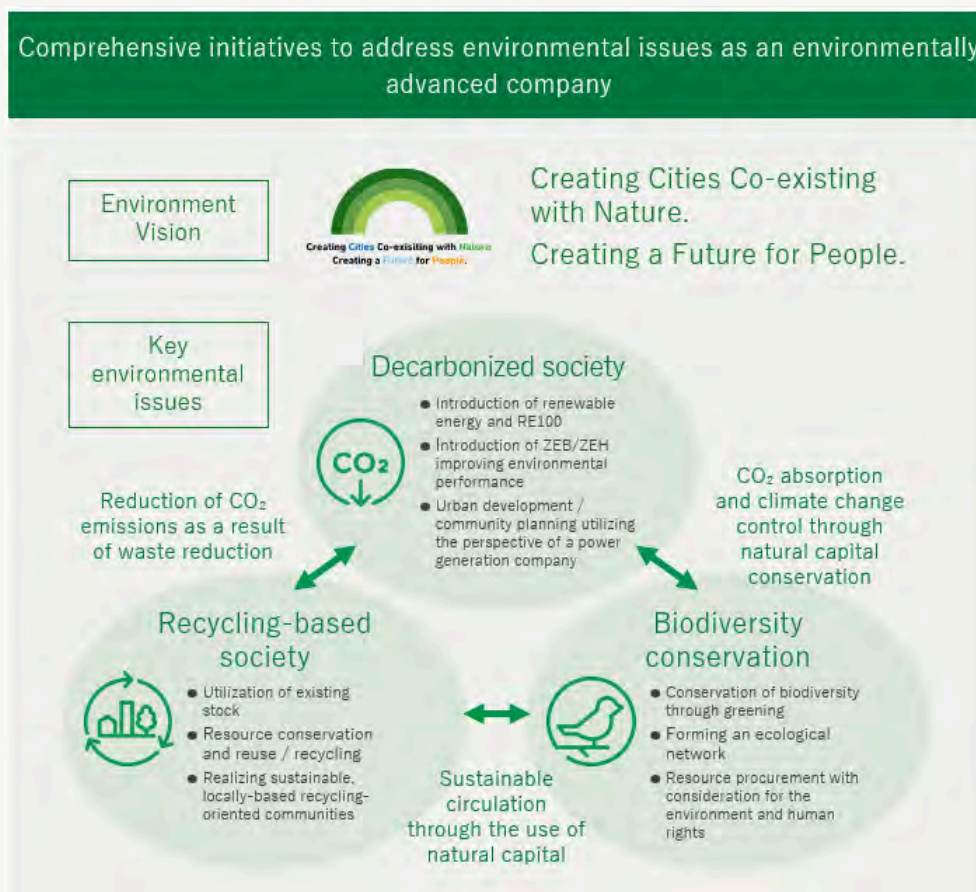 Comprehensive initiatives to address environmental issues as an environmentally
advanced company
Environment
Vision
Creating Cities Co-exisiting with Nature
Creating a Future for People.
Creating Cities Co-existing
with Nature.
Creating a Future for People.
Key
environmental
issues
Decarbonized society
● Introduction of renewable
energy and RE100
● Introduction of ZEB/ZEH
improving environmental
performance
● Urban development /
community planning utilizing
the perspective of a power
generation company
CO₂
Reduction of CO₂
emissions as a result
of waste reduction
CO₂ absorption
and climate change
control through
natural capital
conservation
Recycling-based
society
● Utilization of existing
stock
● Resource conservation
and reuse / recycling
● Realizing sustainable,
locally-based recycling-
oriented communities
Biodiversity
conservation
● Conservation of biodiversity
through greening
● Forming an ecological
network
● Resource procurement with
consideration for the
environment and human
rights
Sustainable
circulation
through the use of
natural capital